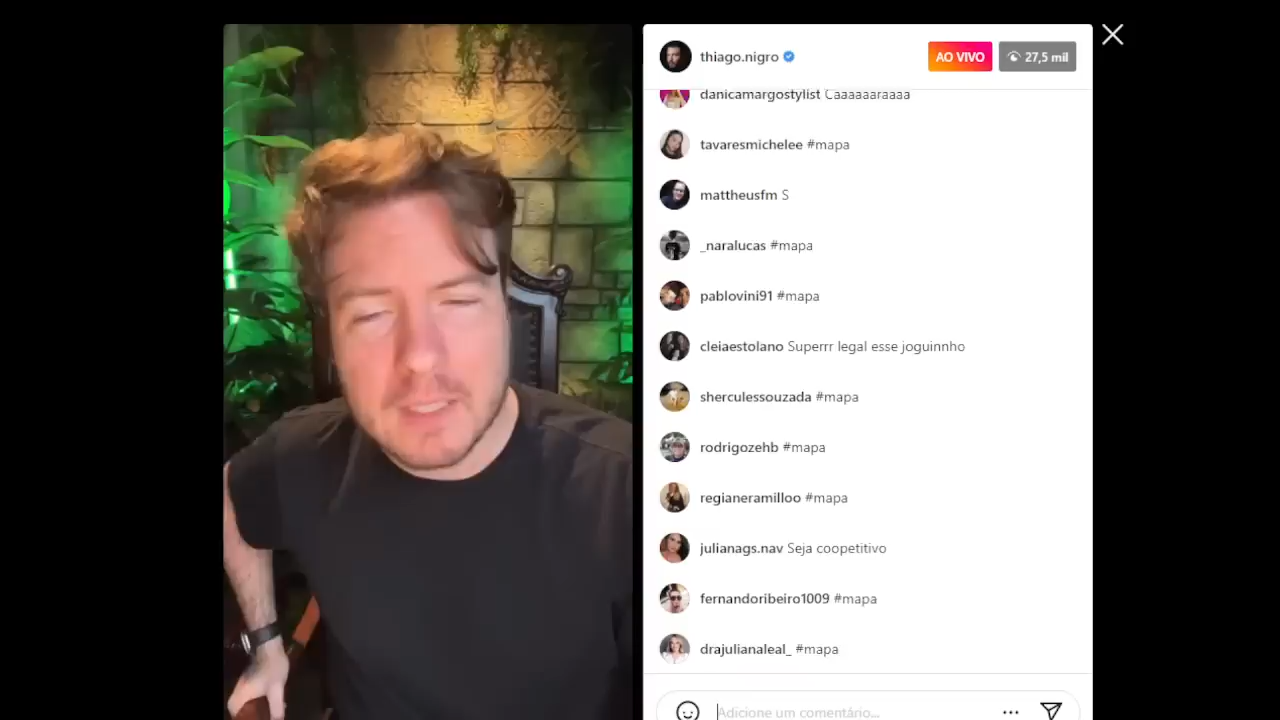 thiago.nigro
AO VIVO
27,5 mil
danicamargostylist Caaaaaaraaaa
tavaresmichelee #mapa
mattheusfm S
_naralucas #mapa
pablovini91 #mapa
cleiaestolano Superrr legal esse joguinnho
sherculessouzada #mapa
rodrigozehb #mapa
regianeramilloo #mapa
julianags.nav Seja coopetitivo
fernandoribeiro1009 #mapa
drajulianaleal_ #mapa
Adicione um comentário...